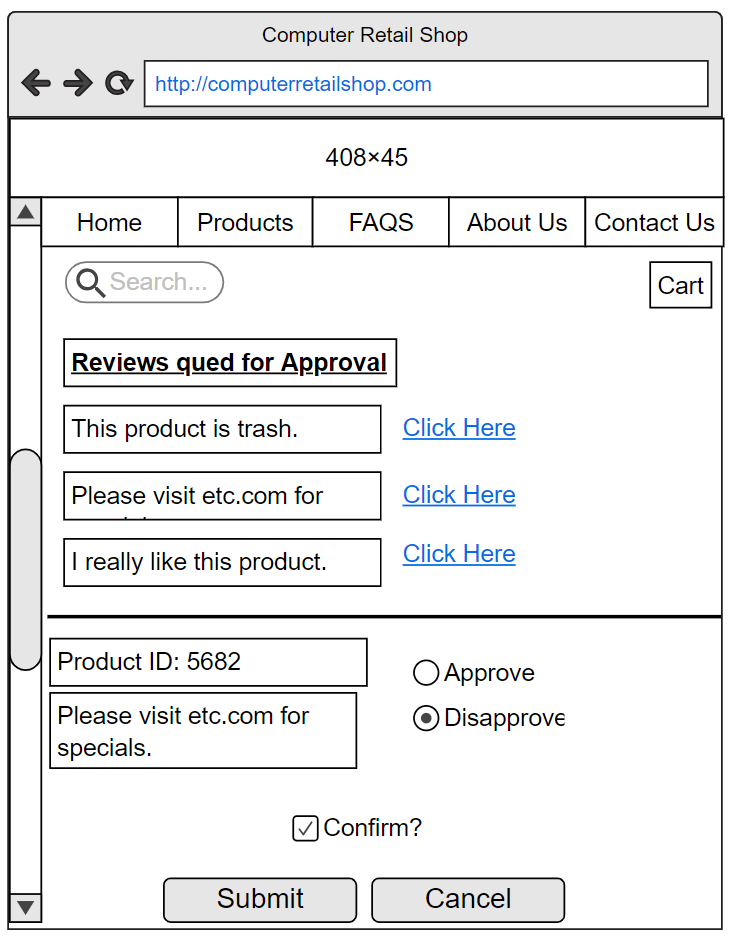 Computer Retail Shop
http://computerretailshop.com
408×45
Home Products FAQS About Us Contact Us
Search... Cart
Reviews qued for Approval
This product is trash. Click Here
Please visit etc.com for Click Here
I really like this product. Click Here
Product ID: 5682
Approve
Please visit etc.com for
specials.
Disapprove
Confirm?
Submit Cancel